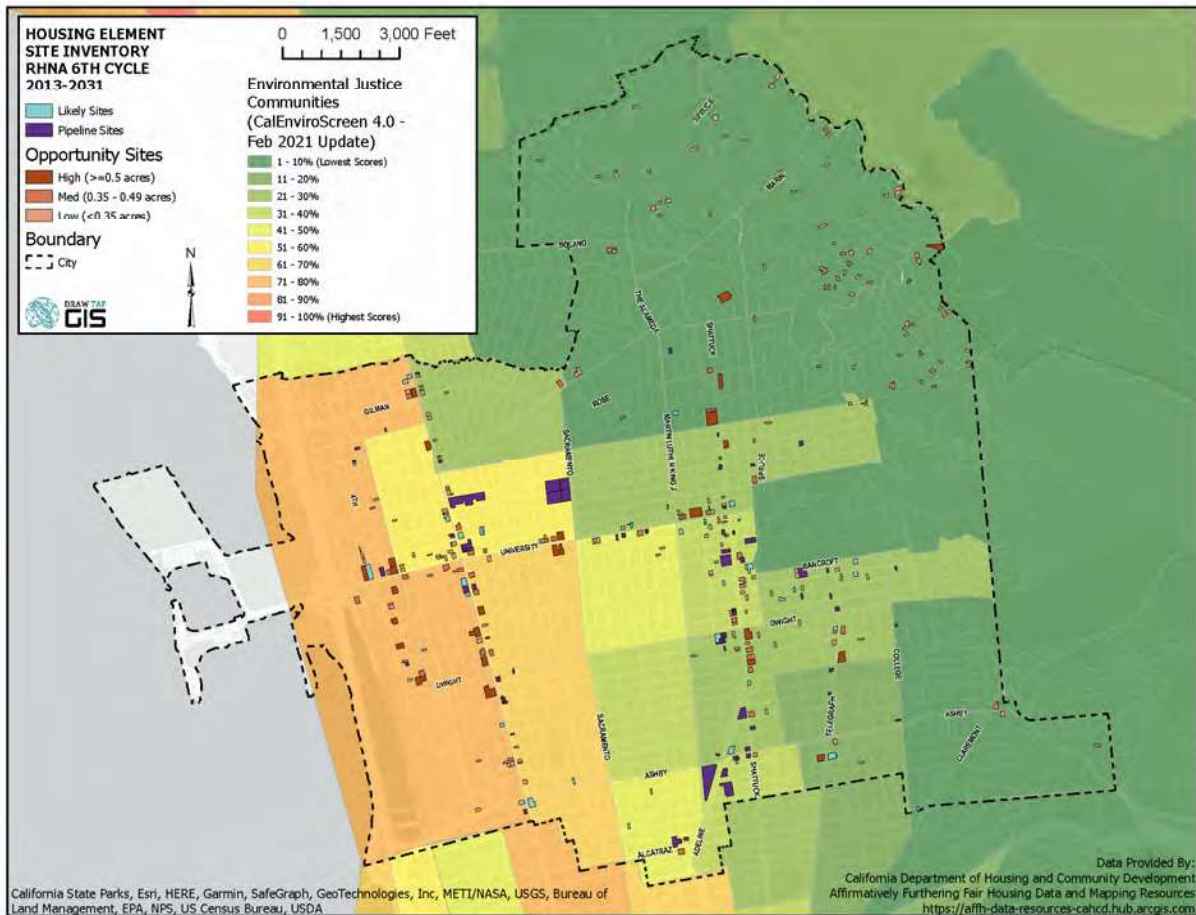 HOUSING ELEMENT
SITE INVENTORY
RHNA 6TH CYCLE
2013-2031
Likely Sites
Pipeline Sites
Opportunity Sites
High (>=0.5 acres)
Med (0.35 - 0.49 acres)
Low (<0.35 acres)
Boundary
City
DRAW TAP
GIS
N
0 1,500 3,000 Feet
Environmental Justice
Communities
(CalEnviroScreen 4.0 -
Feb 2021 Update)
1 - 10% (Lowest Scores)
11 - 20%
21 - 30%
31 - 40%
41 - 50%
51 - 60%
61 - 70%
71 - 80%
81 - 90%
91 - 100% (Highest Scores)
SPRUCE
MARIN
SOLANO
THE ALAMEDA
SHATTUCK
ROSE
GILMAN
SACRAMENTO
MARTIN LUTHER KING J
SPRUCE
4TH
UNIVERSITY
BANCROFT
DWIGHT
COLLEGE
DWIGHT
TELEGRAPH
SACRAMENTO
ASHBY
CLAREMONT
ASHBY
SHATTUCK
ADELINE
ALCATRAZ
California State Parks, Esri, HERE, Garmin, SafeGraph, GeoTechnologies, Inc, METI/NASA, USGS, Bureau of
Land Management, EPA, NPS, US Census Bureau, USDA
Data Provided By:
California Department of Housing and Community Development
Affirmatively Furthering Fair Housing Data and Mapping Resources
https://affh-data-resources-cahcd.hub.arcgis.com